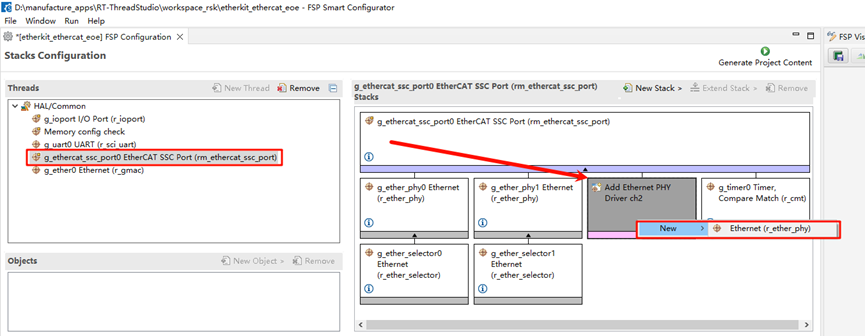 D:\manufacture_apps\RT-ThreadStudio\workspace_rsk\etherkit_ethercat_eoe - FSP Smart Configurator
File Window Run Help
*[etherkit_ethercat_eoe] FSP Configuration
FSP Vis
Stacks Configuration
Generate Project Content
Threads
New Thread
Remove
HAL/Common
g_ioport I/O Port (r_ioport)
Memory config check
g_uart0 UART (r_sci_uart)
g_ethercat_ssc_port0 EtherCAT SSC Port (rm_ethercat_ssc_port)
g_ether0 Ethernet (r_gmac)
Objects
New Object >
Remove
g_ethercat_ssc_port0 EtherCAT SSC Port (rm_ethercat_ssc_port)
Stacks
New Stack >
Extend Stack >
Remove
g_ethercat_ssc_port0 EtherCAT SSC Port (rm_ethercat_ssc_port)
g_ether_phy0 Ethernet
(r_ether_phy)
g_ether_phy1 Ethernet
(r_ether_phy)
Add Ethernet PHY
Driver ch2
g_timer0 Timer,
Compare Match (r_cmt)
New
Ethernet (r_ether_phy)
g_ether_selector0
Ethernet
(r_ether_selector)
g_ether_selector1
Ethernet
(r_ether_selector)